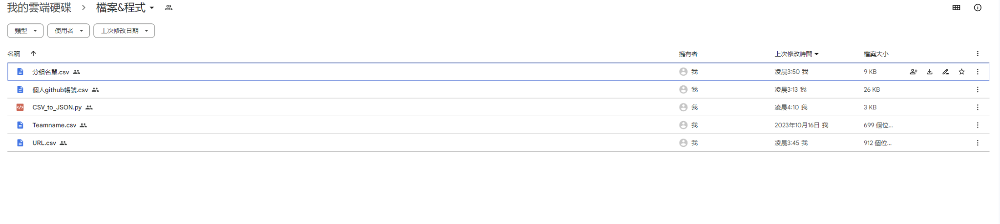 我的雲端硬碟 > 檔案&程式
類型 使用者 上次修改日期
名稱 擁有者 上次修改時間 檔案大小
分組名單.csv 我 凌晨3:50 我 9 KB
個人github帳號.csv 我 凌晨3:13 我 26 KB
CSV_to_JSON.py 我 凌晨4:10 我 3 KB
Teamname.csv 我 2023年10月16日 我 699 個位...
URL.csv 我 凌晨3:45 我 912 個位...